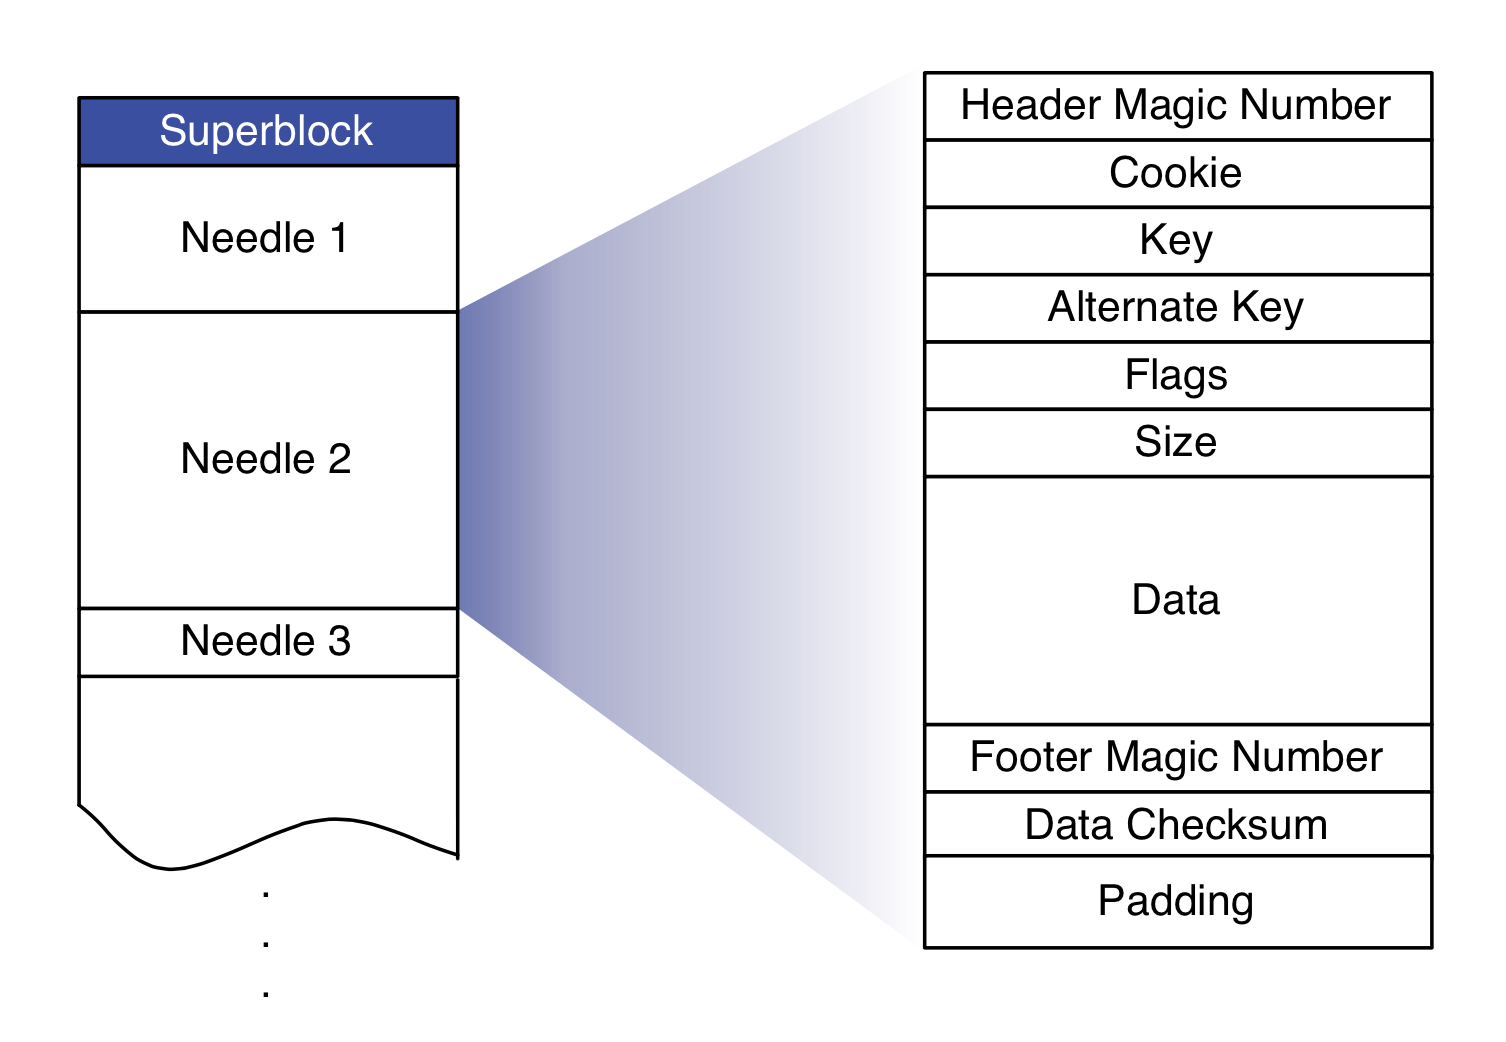 Superblock
Needle 1
Needle 2
Needle 3
.
.
.
Header Magic Number
Cookie
Key
Alternate Key
Flags
Size
Data
Footer Magic Number
Data Checksum
Padding